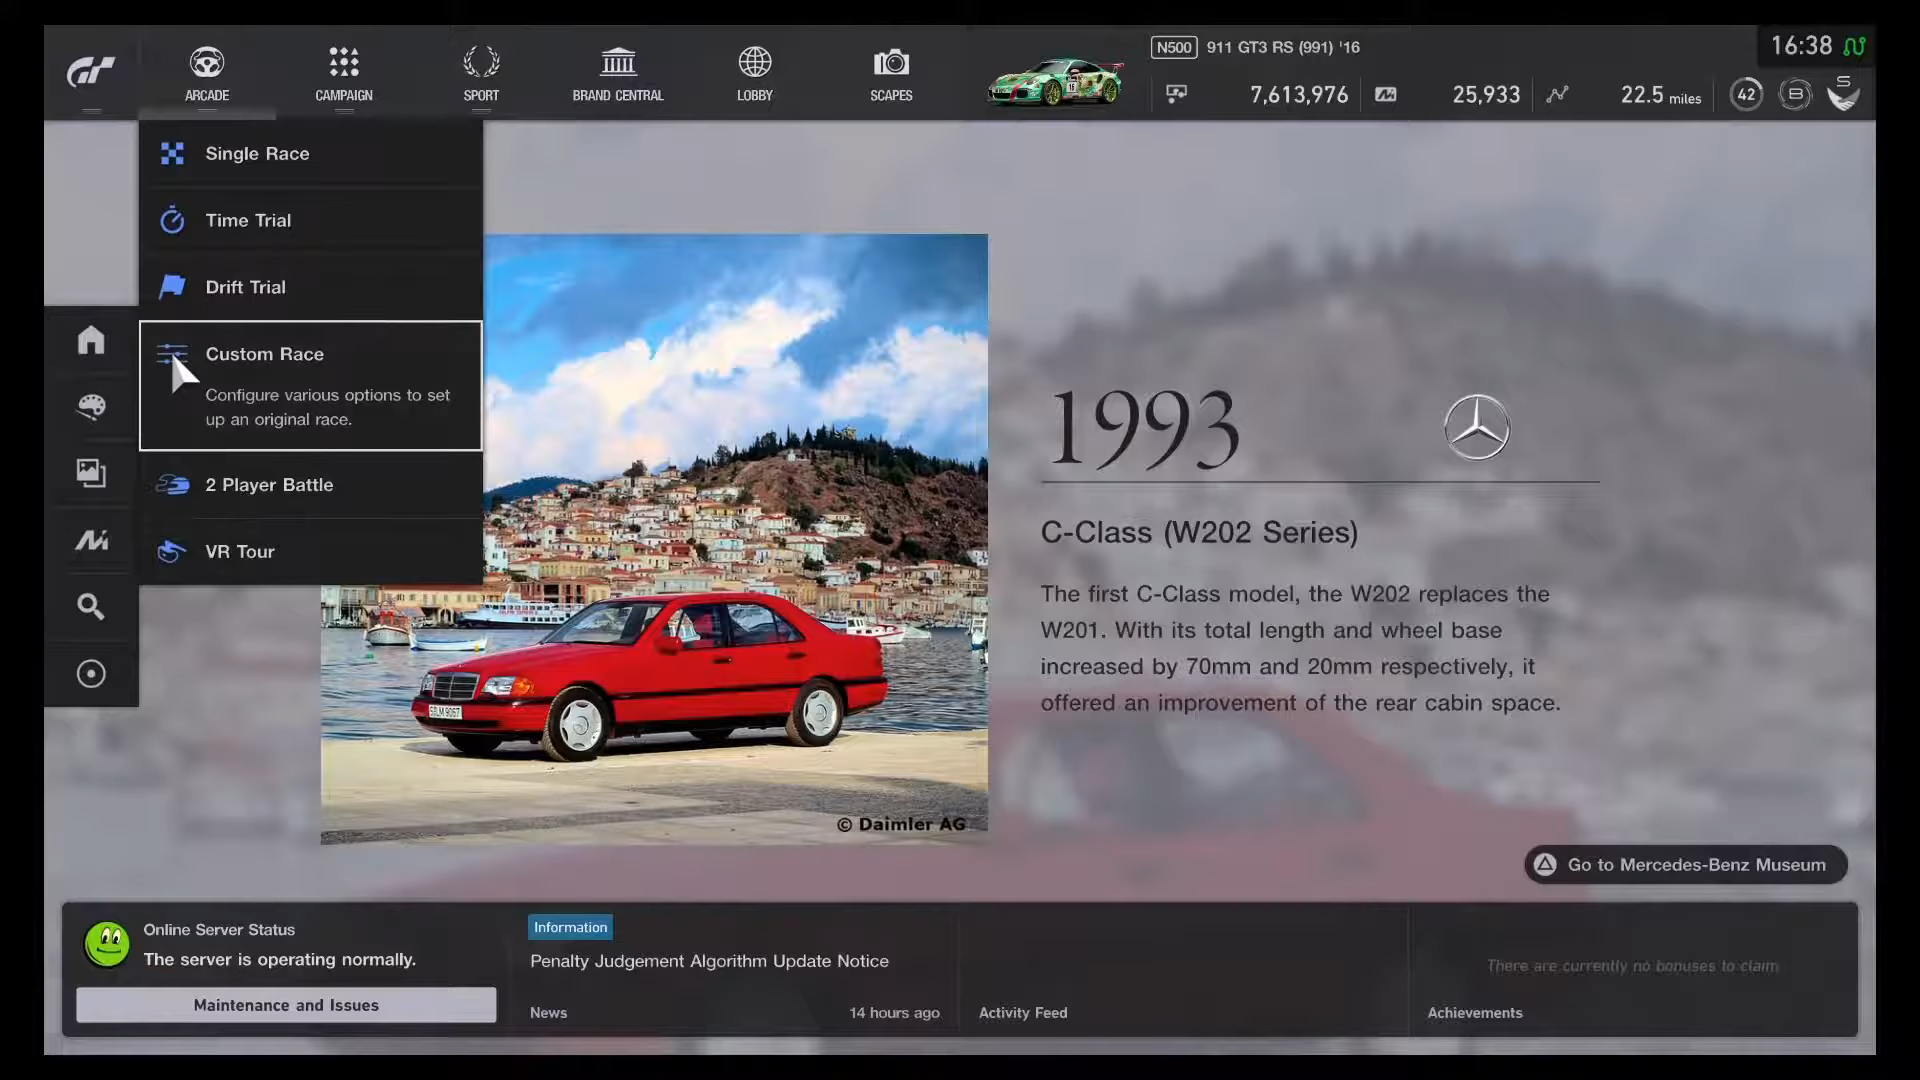 ARCADE
CAMPAIGN
SPORT
BRAND CENTRAL
LOBBY
SCAPES
N500 911 GT3 RS (991) '16
7,613,976
25,933
22.5 miles
42
B
S
16:38
Single Race
Time Trial
Drift Trial
Custom Race
Configure various options to set
up an original race.
2 Player Battle
VR Tour
1993
C-Class (W202 Series)
The first C-Class model, the W202 replaces the
W201. With its total length and wheel base
increased by 70mm and 20mm respectively, it
offered an improvement of the rear cabin space.
© Daimler AG
Go to Mercedes-Benz Museum
Online Server Status
The server is operating normally.
Maintenance and Issues
Information
Penalty Judgement Algorithm Update Notice
News
14 hours ago
Activity Feed
There are currently no bonuses to claim
Achievements